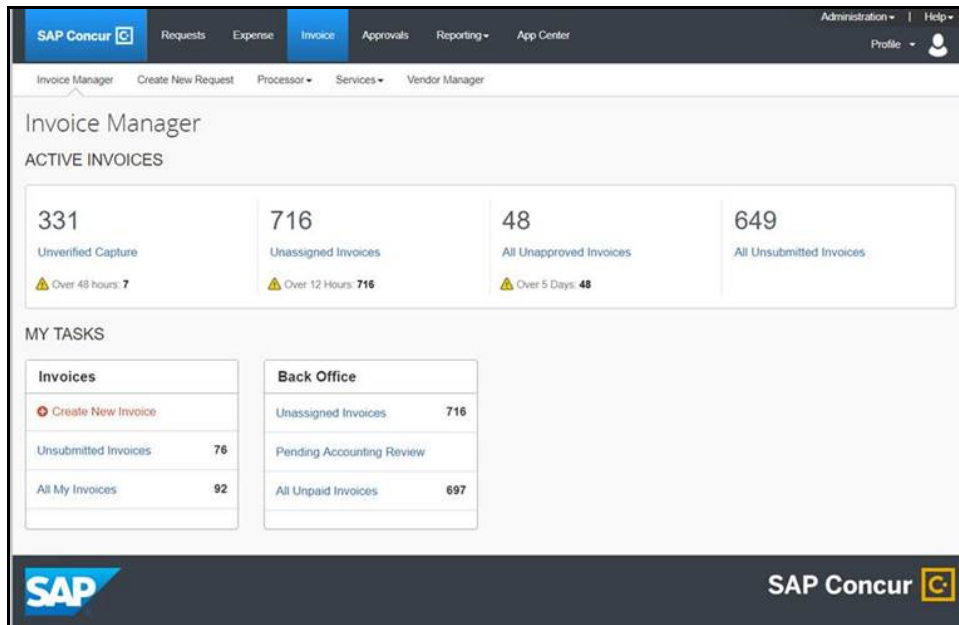 Administration | Help
SAP Concur C Requests Expense Invoice Approvals Reporting App Center
Profile
Invoice Manager Create New Request Processor Services Vendor Manager
Invoice Manager
ACTIVE INVOICES
331 716 48 649
Unverified Capture Unassigned Invoices All Unapproved Invoices All Unsubmitted Invoices
Over 48 hours: 7 Over 12 Hours: 716 Over 5 Days: 48
MY TASKS
Invoices
Create New Invoice
Unsubmitted Invoices 76
All My Invoices 92
Back Office
Unassigned Invoices 716
Pending Accounting Review
All Unpaid Invoices 697
SAP
SAP Concur C